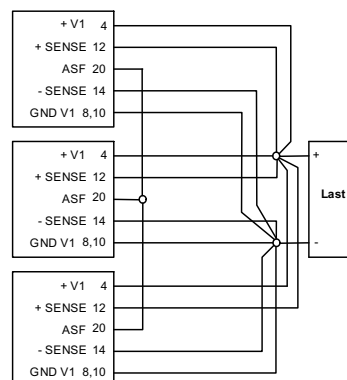 + V1 4
+ SENSE 12
ASF 20
- SENSE 14
GND V1 8,10
+ V1 4
+ SENSE 12
ASF 20
- SENSE 14
GND V1 8,10
+ V1 4
+ SENSE 12
ASF 20
- SENSE 14
GND V1 8,10
+
Last
-